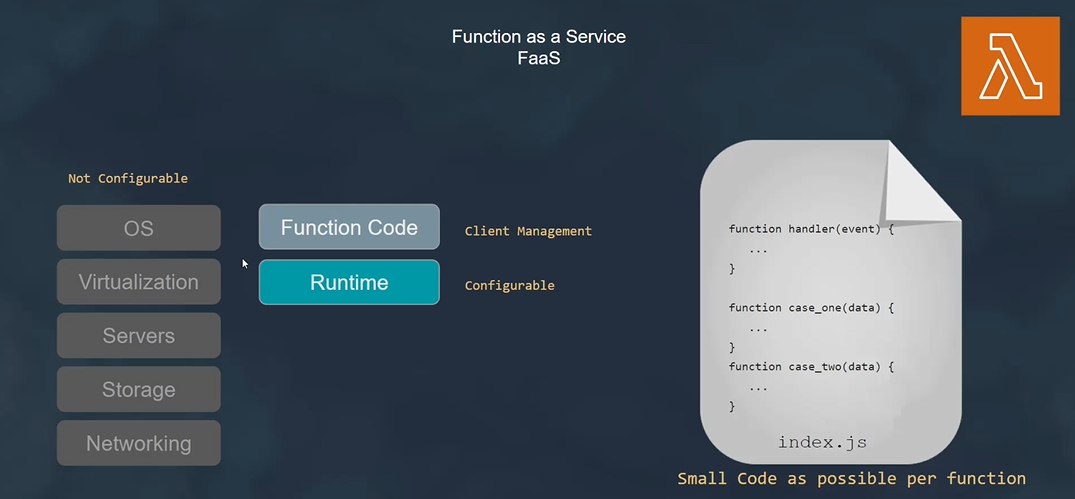 Function as a Service
FaaS
Not Configurable
OS
Virtualization
Servers
Storage
Networking
Function Code
Client Management
Runtime
Configurable
function handler(event) {
...
}
function case_one(data) {
...
}
function case_two(data) {
...
}
index.js
Small Code as possible per function